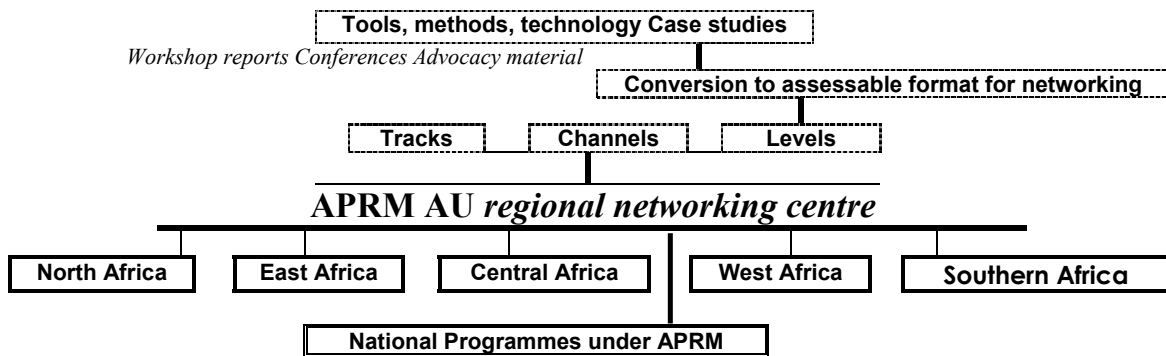 Tools, methods, technology Case studies
Workshop reports Conferences Advocacy material
Conversion to assessable format for networking
Tracks Channels Levels
APRM AU regional networking centre
North Africa East Africa Central Africa West Africa Southern Africa
National Programmes under APRM